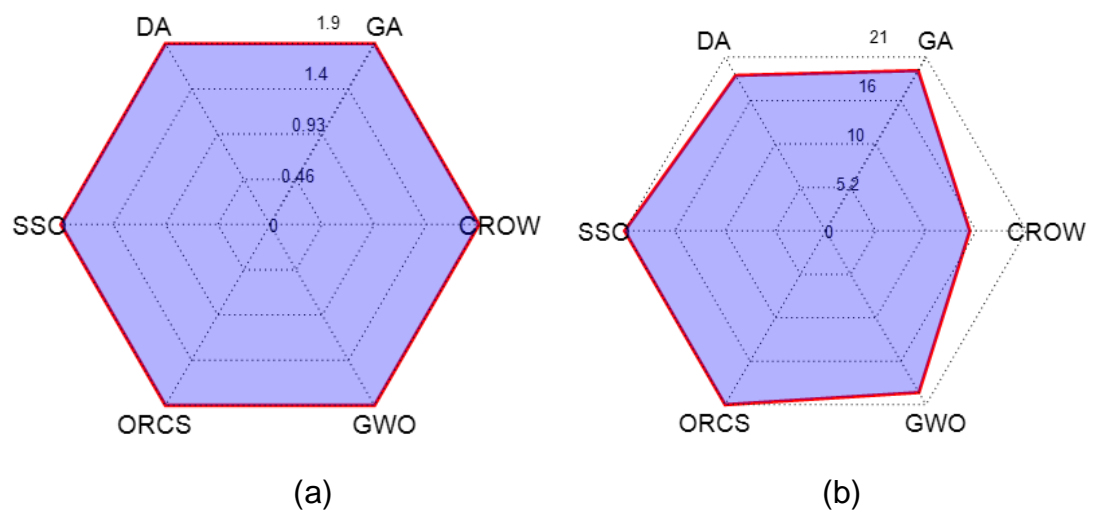 DA
1.9
GA
1.4
0.93
0.46
SSO
0
CROW
ORCS
GWO
(a)
DA
21
GA
16
10
5.2
SSO
0
CROW
ORCS
GWO
(b)